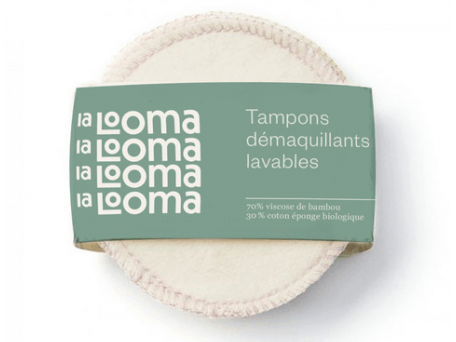 la Looma
la Looma
la Looma
la Looma
Tampons
démaquillants
lavables
70% viscose de bambou
30 % coton éponge biologique